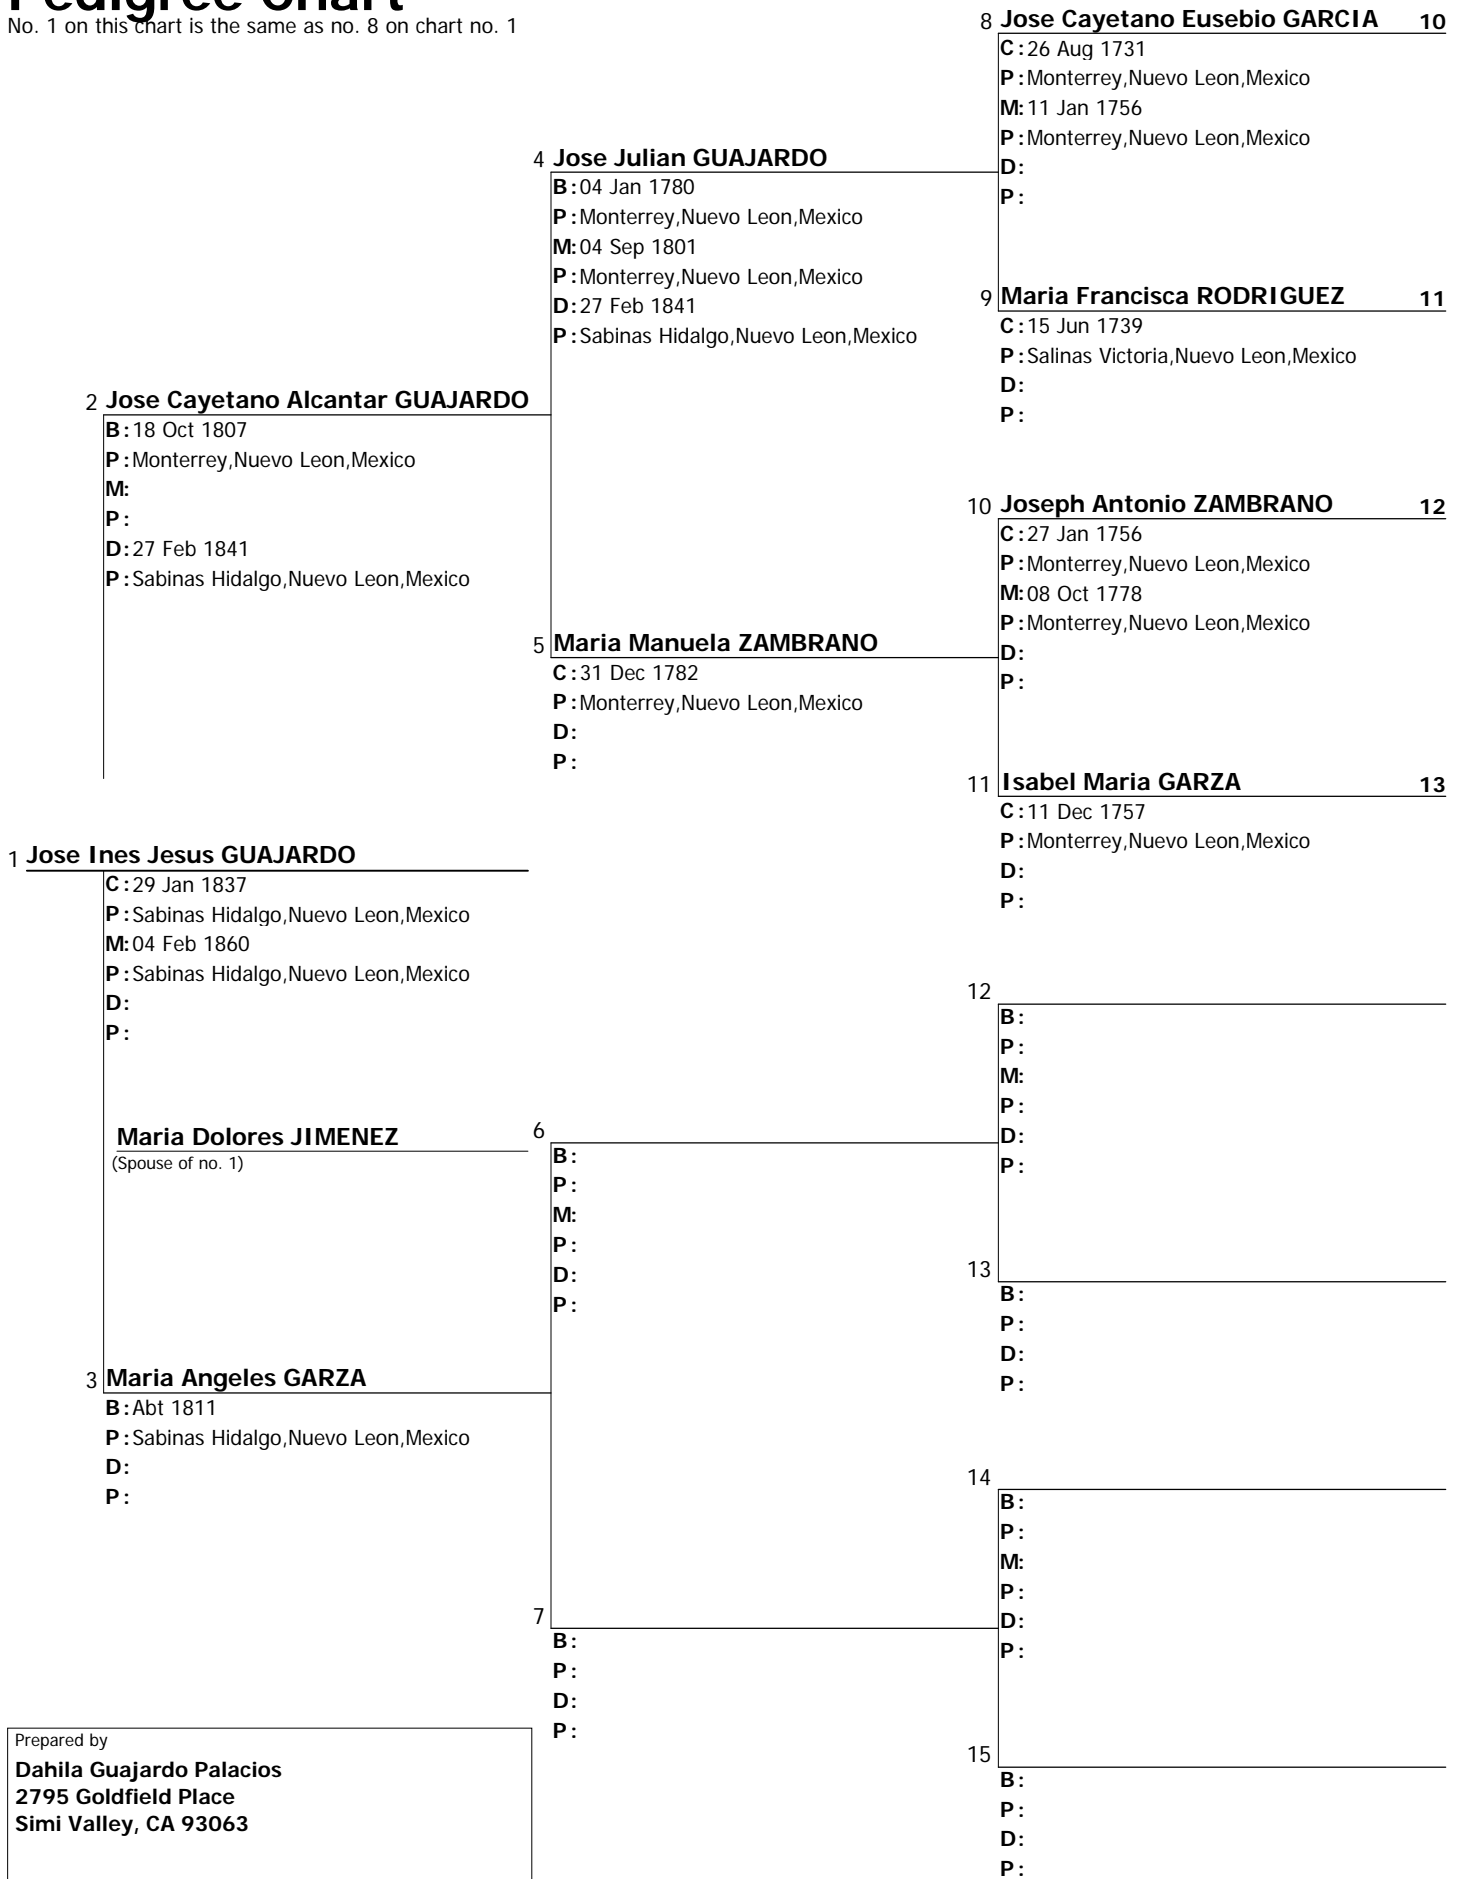 Pedigree Chart
No. 1 on this chart is the same as no. 8 on chart no. 1
8 Jose Cayetano Eusebio GARCIA 10
C: 26 Aug 1731
P: Monterrey,Nuevo Leon,Mexico
M: 11 Jan 1756
P: Monterrey,Nuevo Leon,Mexico
D:
P:
4 Jose Julian GUAJARDO
B: 04 Jan 1780
P: Monterrey,Nuevo Leon,Mexico
M: 04 Sep 1801
P: Monterrey,Nuevo Leon,Mexico
D: 27 Feb 1841
P: Sabinas Hidalgo,Nuevo Leon,Mexico
9 Maria Francisca RODRIGUEZ 11
C: 15 Jun 1739
P: Salinas Victoria,Nuevo Leon,Mexico
D:
P:
2 Jose Cayetano Alcantar GUAJARDO
B: 18 Oct 1807
P: Monterrey,Nuevo Leon,Mexico
M:
P:
D: 27 Feb 1841
P: Sabinas Hidalgo,Nuevo Leon,Mexico
10 Joseph Antonio ZAMBRANO 12
C: 27 Jan 1756
P: Monterrey,Nuevo Leon,Mexico
M: 08 Oct 1778
P: Monterrey,Nuevo Leon,Mexico
D:
P:
5 Maria Manuela ZAMBRANO
C: 31 Dec 1782
P: Monterrey,Nuevo Leon,Mexico
D:
P:
11 Isabel Maria GARZA 13
C: 11 Dec 1757
P: Monterrey,Nuevo Leon,Mexico
D:
P:
1 Jose Ines Jesus GUAJARDO
C: 29 Jan 1837
P: Sabinas Hidalgo,Nuevo Leon,Mexico
M: 04 Feb 1860
P: Sabinas Hidalgo,Nuevo Leon,Mexico
D:
P:
12
B:
P:
M:
P:
D:
P:
Maria Dolores JIMENEZ
(Spouse of no. 1)
6
B:
P:
M:
P:
D:
P:
13
B:
P:
D:
P:
3 Maria Angeles GARZA
B: Abt 1811
P: Sabinas Hidalgo,Nuevo Leon,Mexico
D:
P:
14
B:
P:
M:
P:
D:
P:
7
B:
P:
D:
P:
15
B:
P:
D:
P:
Prepared by
Dahila Guajardo Palacios
2795 Goldfield Place
Simi Valley, CA 93063